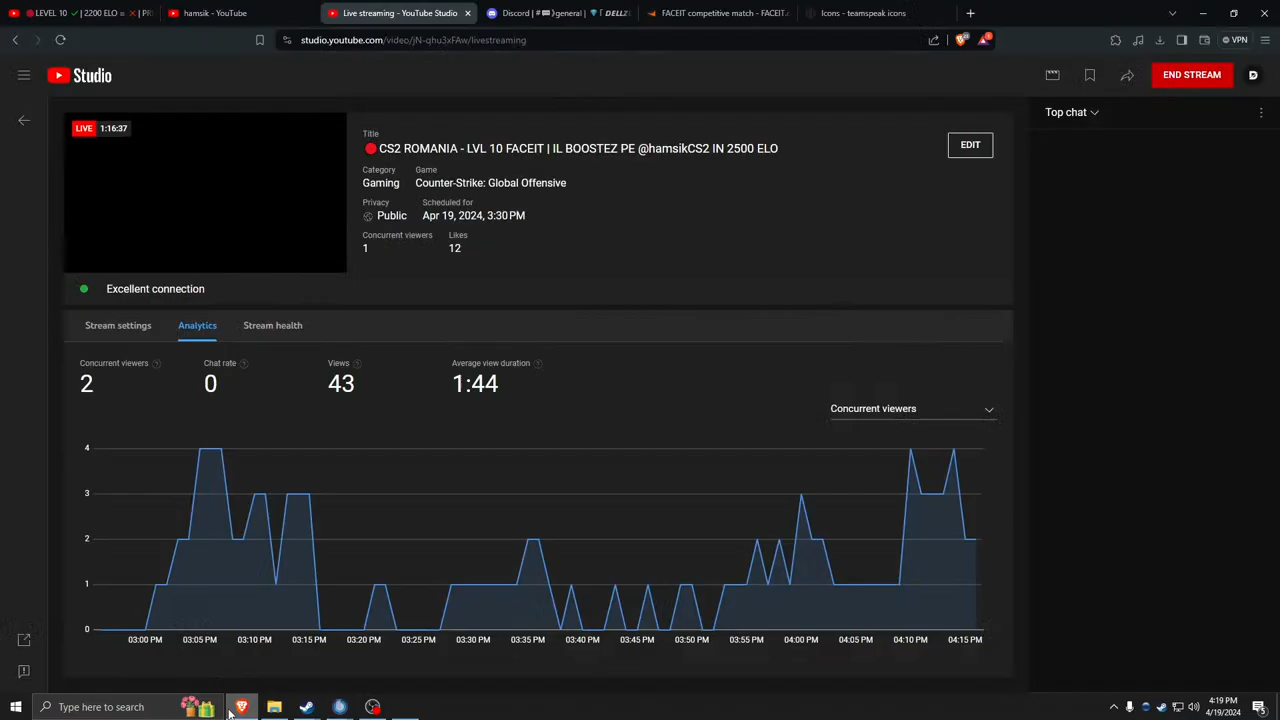 LEVEL 10 ✓ | 2200 ELO = ✗ | PRI
hamsik - YouTube
Live streaming - YouTube Studio
Discord | #
}general |
DELLZ
FACEIT competitive match - FACEIT.c
Icons - teamspeak icons
studio.youtube.com/video/jN-qhu3xFAw/livestreaming
VPN
Studio
END STREAM
LIVE 1:16:37
Title
CS2 ROMANIA - LVL 10 FACEIT | IL BOOSTEZ PE @hamsikCS2 IN 2500 ELO
EDIT
Top chat
Category Game
Gaming Counter-Strike: Global Offensive
Privacy Scheduled for
Public Apr 19, 2024, 3:30 PM
Concurrent viewers Likes
1 12
Excellent connection
Stream settings Analytics Stream health
Concurrent viewers Chat rate Views Average view duration
2 0 43 1:44
Concurrent viewers
4
3
2
1
0
03:00 PM 03:05 PM 03:10 PM 03:15 PM 03:20 PM 03:25 PM 03:30 PM 03:35 PM 03:40 PM 03:45 PM 03:50 PM 03:55 PM 04:00 PM 04:05 PM 04:10 PM 04:15 PM
Type here to search
4:19 PM
4/19/2024